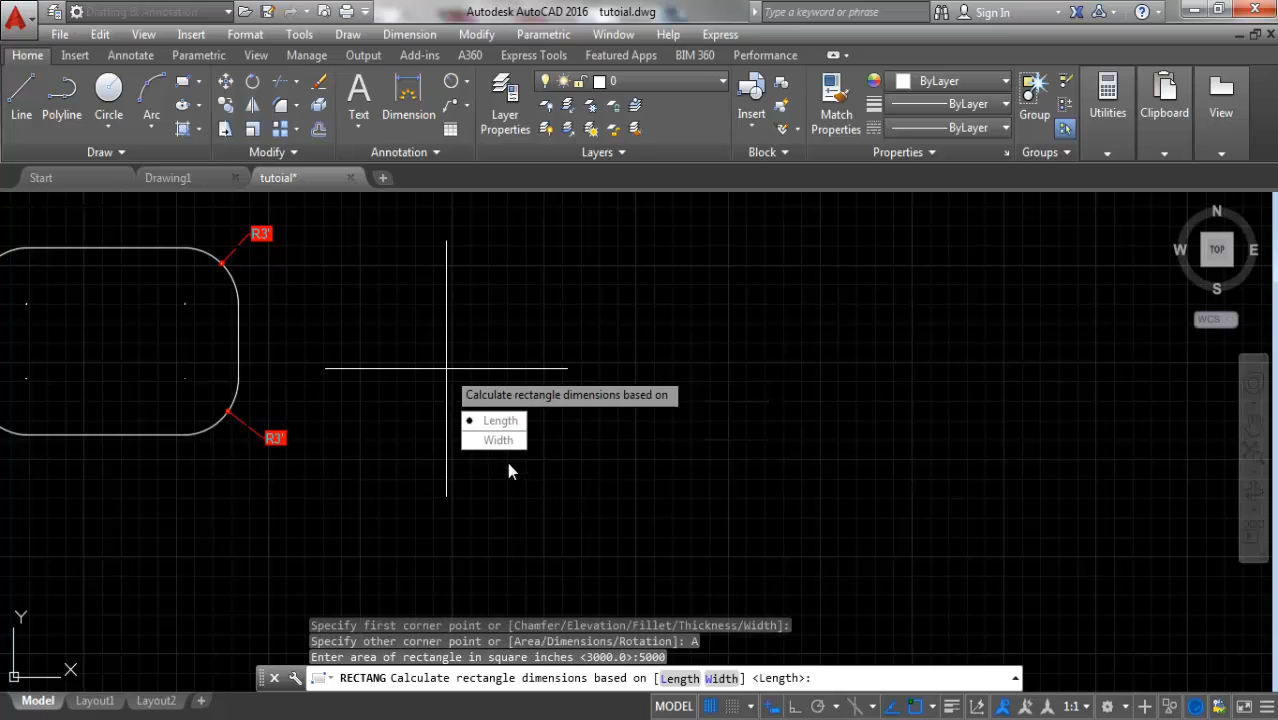 Drafting & Annotation
Autodesk AutoCAD 2016 tutoial.dwg
Type a keyword or phrase
Sign In
File Edit View Insert Format Tools Draw Dimension Modify Parametric Window Help Express
Home Insert Annotate Parametric View Manage Output Add-ins A360 Express Tools Featured Apps BIM 360 Performance
0
ByLayer
ByLayer
ByLayer
Line Polyline Circle Arc Text Dimension Layer Properties Insert Match Properties Group Utilities Clipboard View
Draw Modify Annotation Layers Block Properties Groups
Start Drawing1 tutoial*
R3'
R3'
N
W TOP E
S
WCS
Calculate rectangle dimensions based on
Length
Width
Y
X
Specify first corner point or [Chamfer/Elevation/Fillet/Thickness/Width]:
Specify other corner point or [Area/Dimensions/Rotation]: A
Enter area of rectangle in square inches <3000.0>:5000
RECTANG Calculate rectangle dimensions based on [Length Width] <Length>:
Model Layout1 Layout2
MODEL 1:1